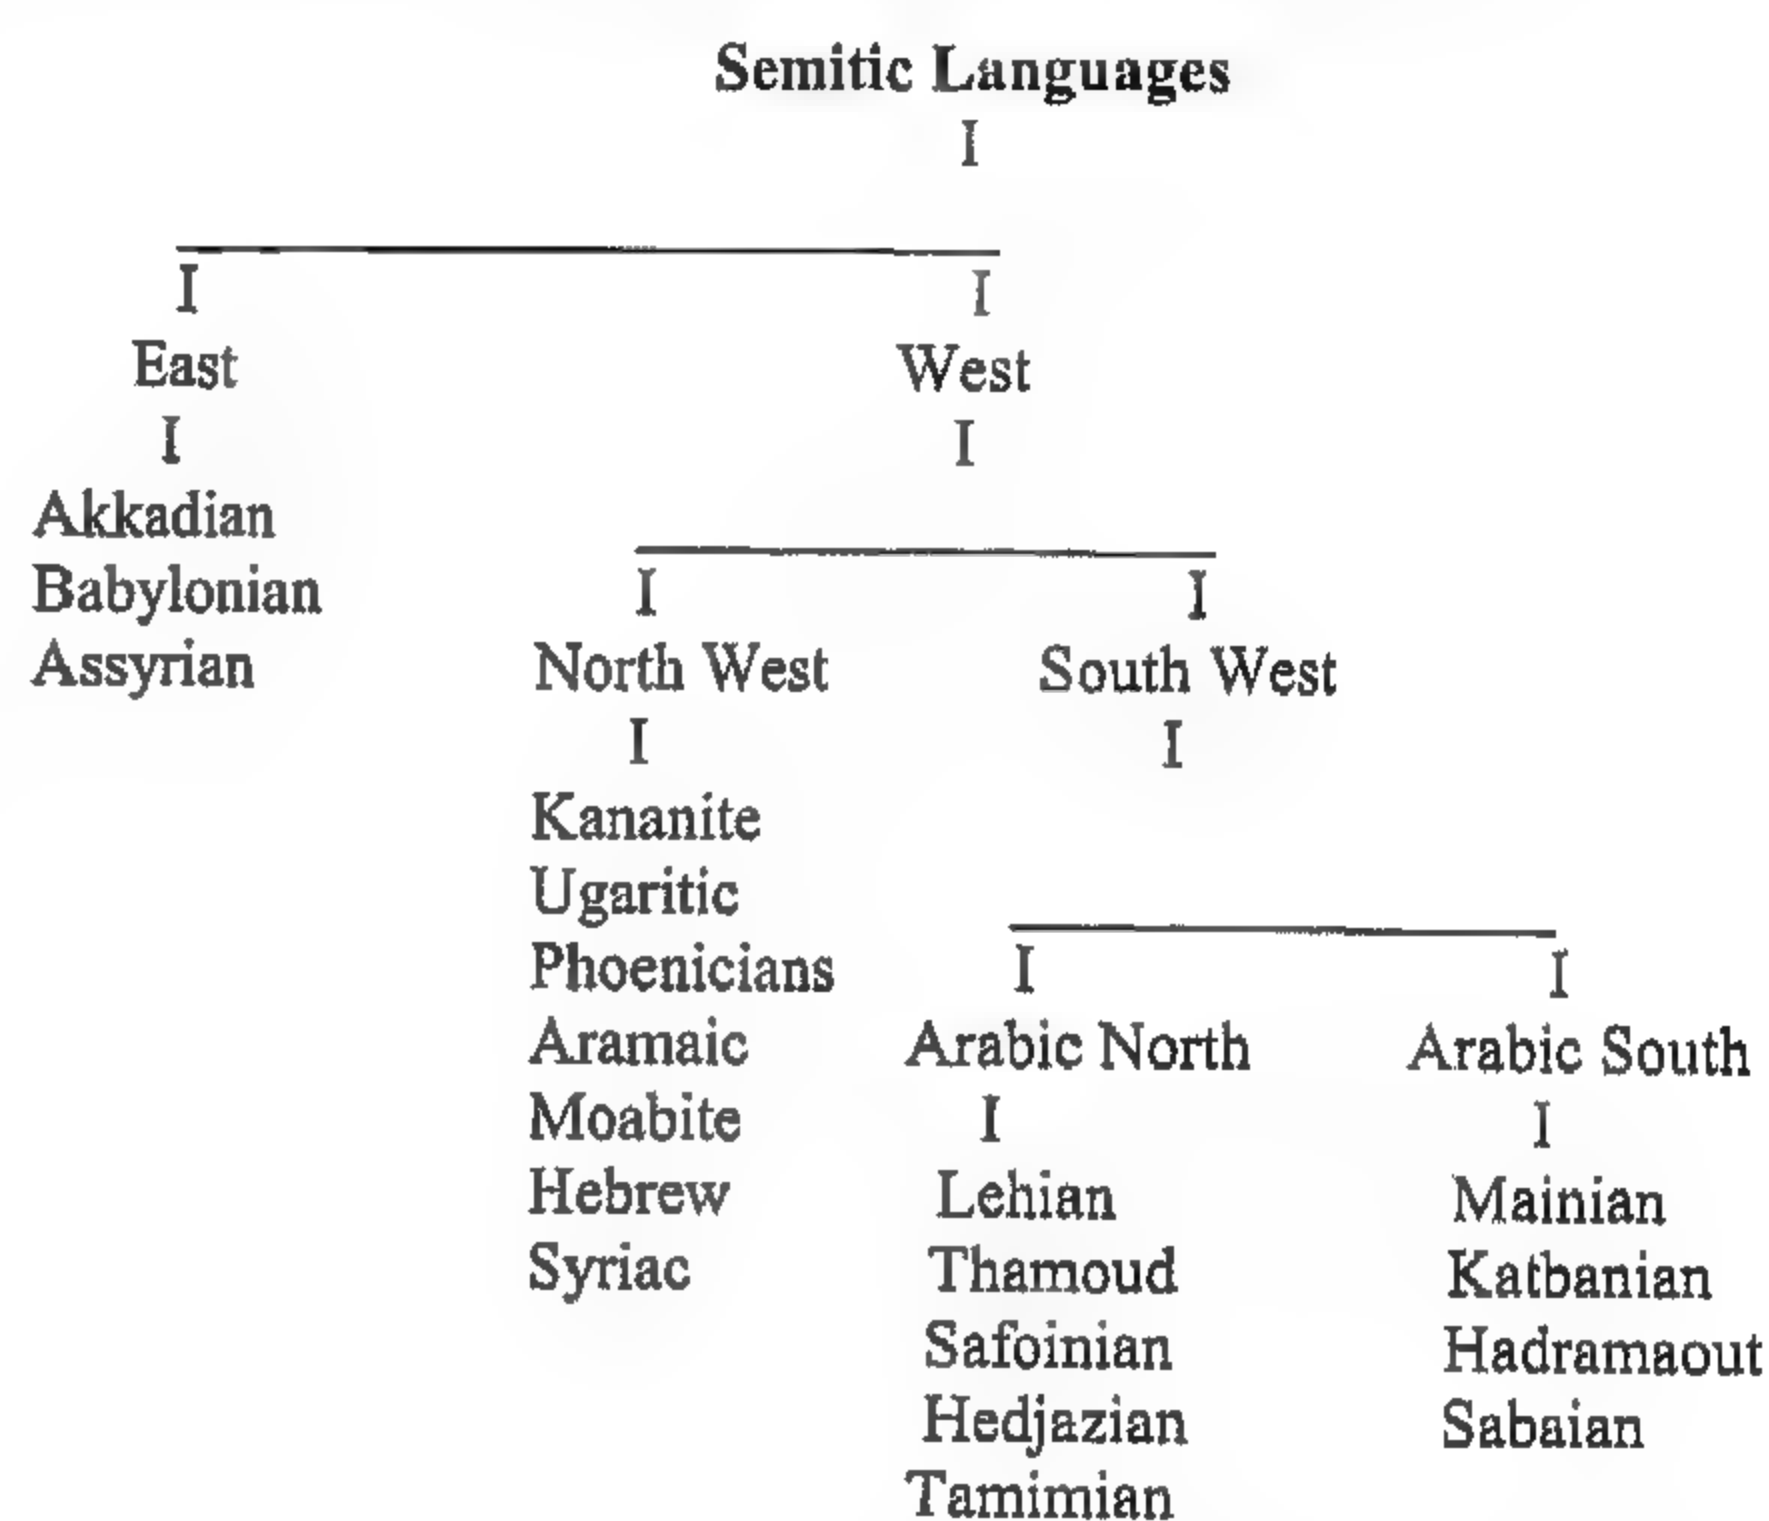 Semitic Languages
I
I I
East West
I I
Akkadian
Babylonian
Assyrian
I I
North West South West
I I
Kananite
Ugaritic
Phoenicians
Aramaic
Moabite
Hebrew
Syriac
I I
Arabic North Arabic South
I I
Lehian
Thamoud
Safoinian
Hedjazian
Tamimian
Mainian
Katbanian
Hadramaout
Sabaian